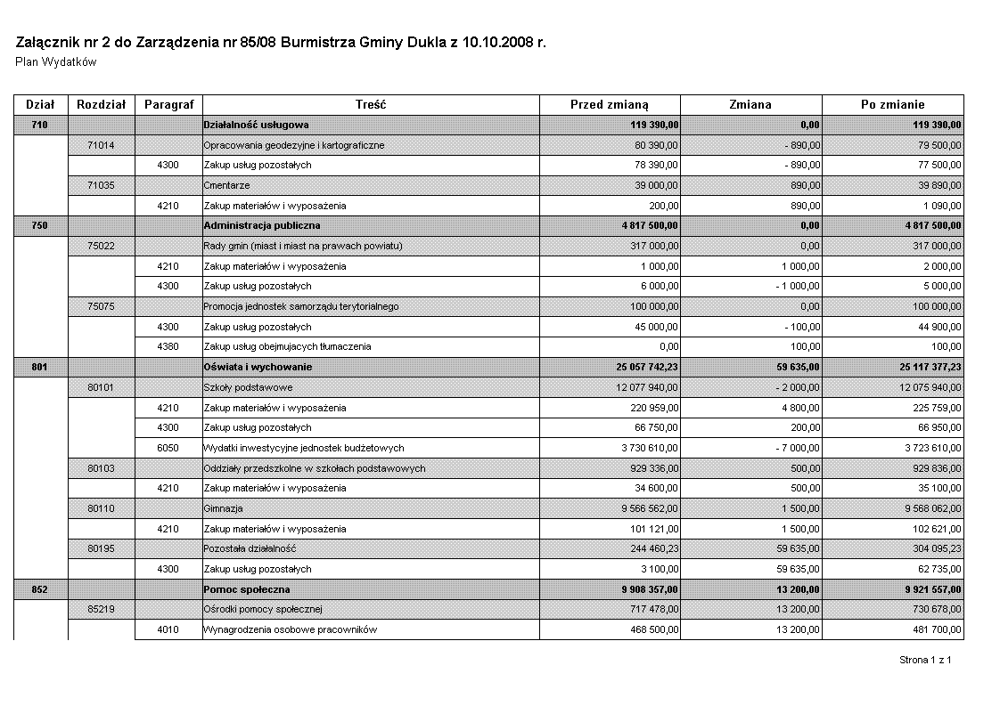 Załącznik nr 2 do Zarządzenia nr 85/08 Burmistrza Gminy Dukla z 10.10.2008 r.
Plan Wydatków
Dział Rozdział Paragraf Treść Przed zmianą Zmiana Po zmianie
710 Działalność usługowa 119 390,00 0,00 119 390,00
71014 Opracowania geodezyjne i kartograficzne 80 390,00 - 890,00 79 500,00
4300 Zakup usług pozostałych 78 390,00 - 890,00 77 500,00
71035 Cmentarze 39 000,00 890,00 39 890,00
4210 Zakup materiałów i wyposażenia 200,00 890,00 1 090,00
750 Administracja publiczna 4 817 500,00 0,00 4 817 500,00
75022 Rady gmin (miast i miast na prawach powiatu) 317 000,00 0,00 317 000,00
4210 Zakup materiałów i wyposażenia 1 000,00 1 000,00 2 000,00
4300 Zakup usług pozostałych 6 000,00 - 1 000,00 5 000,00
75075 Promocja jednostek samorządu terytorialnego 100 000,00 0,00 100 000,00
4300 Zakup usług pozostałych 45 000,00 - 100,00 44 900,00
4380 Zakup usług obejmujacych tłumaczenia 0,00 100,00 100,00
801 Oświata i wychowanie 25 057 742,23 59 635,00 25 117 377,23
80101 Szkoły podstawowe 12 077 940,00 - 2 000,00 12 075 940,00
4210 Zakup materiałów i wyposażenia 220 959,00 4 800,00 225 759,00
4300 Zakup usług pozostałych 66 750,00 200,00 66 950,00
6050 Wydatki inwestycyjne jednostek budżetowych 3 730 610,00 - 7 000,00 3 723 610,00
80103 Oddziały przedszkolne w szkołach podstawowych 929 336,00 500,00 929 836,00
4210 Zakup materiałów i wyposażenia 34 600,00 500,00 35 100,00
80110 Gimnazja 9 566 562,00 1 500,00 9 568 062,00
4210 Zakup materiałów i wyposażenia 101 121,00 1 500,00 102 621,00
80195 Pozostała działalność 244 460,23 59 635,00 304 095,23
4300 Zakup usług pozostałych 3 100,00 59 635,00 62 735,00
852 Pomoc społeczna 9 908 357,00 13 200,00 9 921 557,00
85219 Ośrodki pomocy społecznej 717 478,00 13 200,00 730 678,00
4010 Wynagrodzenia osobowe pracowników 468 500,00 13 200,00 481 700,00
Strona 1 z 1